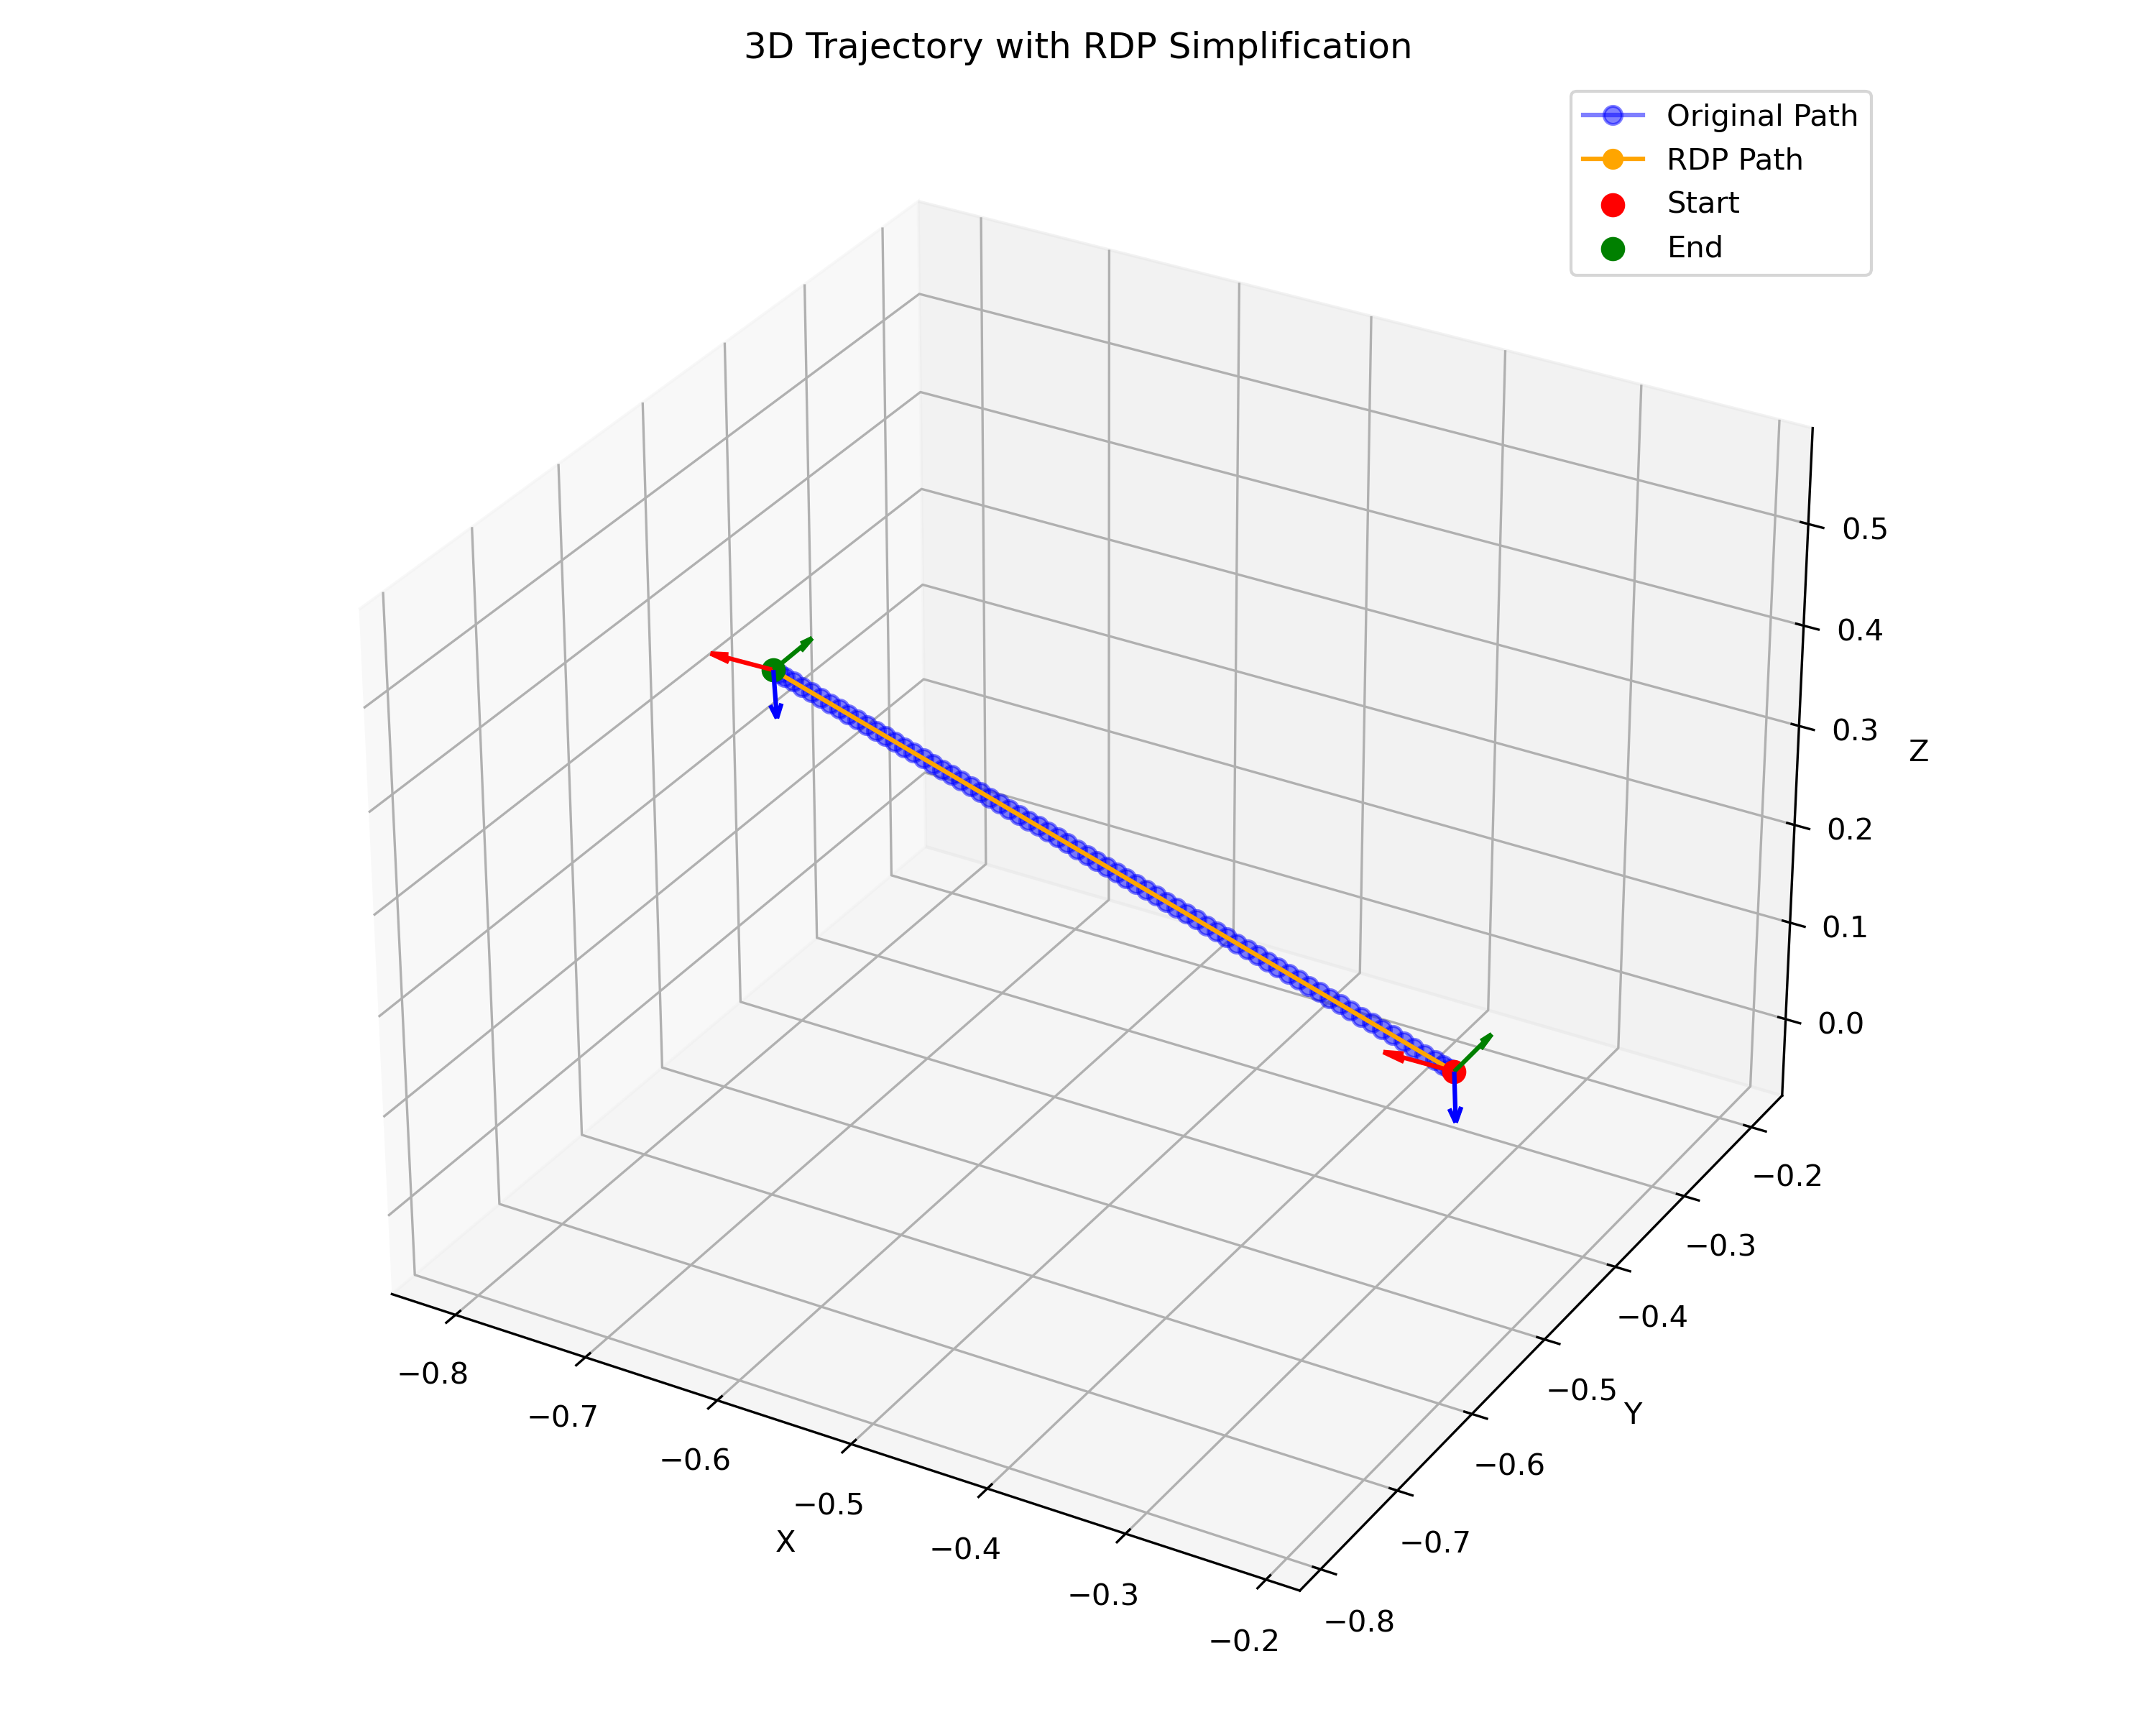 3D Trajectory with RDP Simplification
Original Path
RDP Path
Start
End
0.5
0.4
0.3
Z
0.2
0.1
0.0
−0.2
−0.3
−0.4
−0.5
Y
−0.6
−0.7
−0.8
−0.8
−0.7
−0.6
−0.5
X
−0.4
−0.3
−0.2